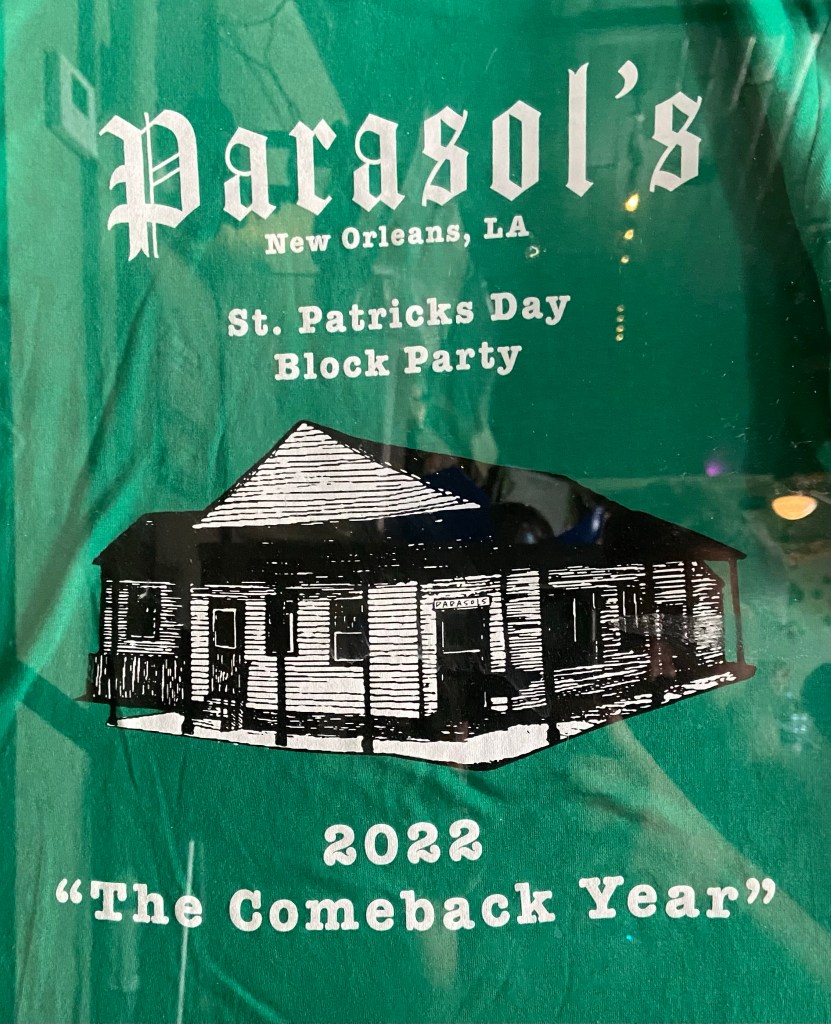 Parasol's
New Orleans, LA
St. Patricks Day
Block Party
PARASOLS
2022
“The Comeback Year”